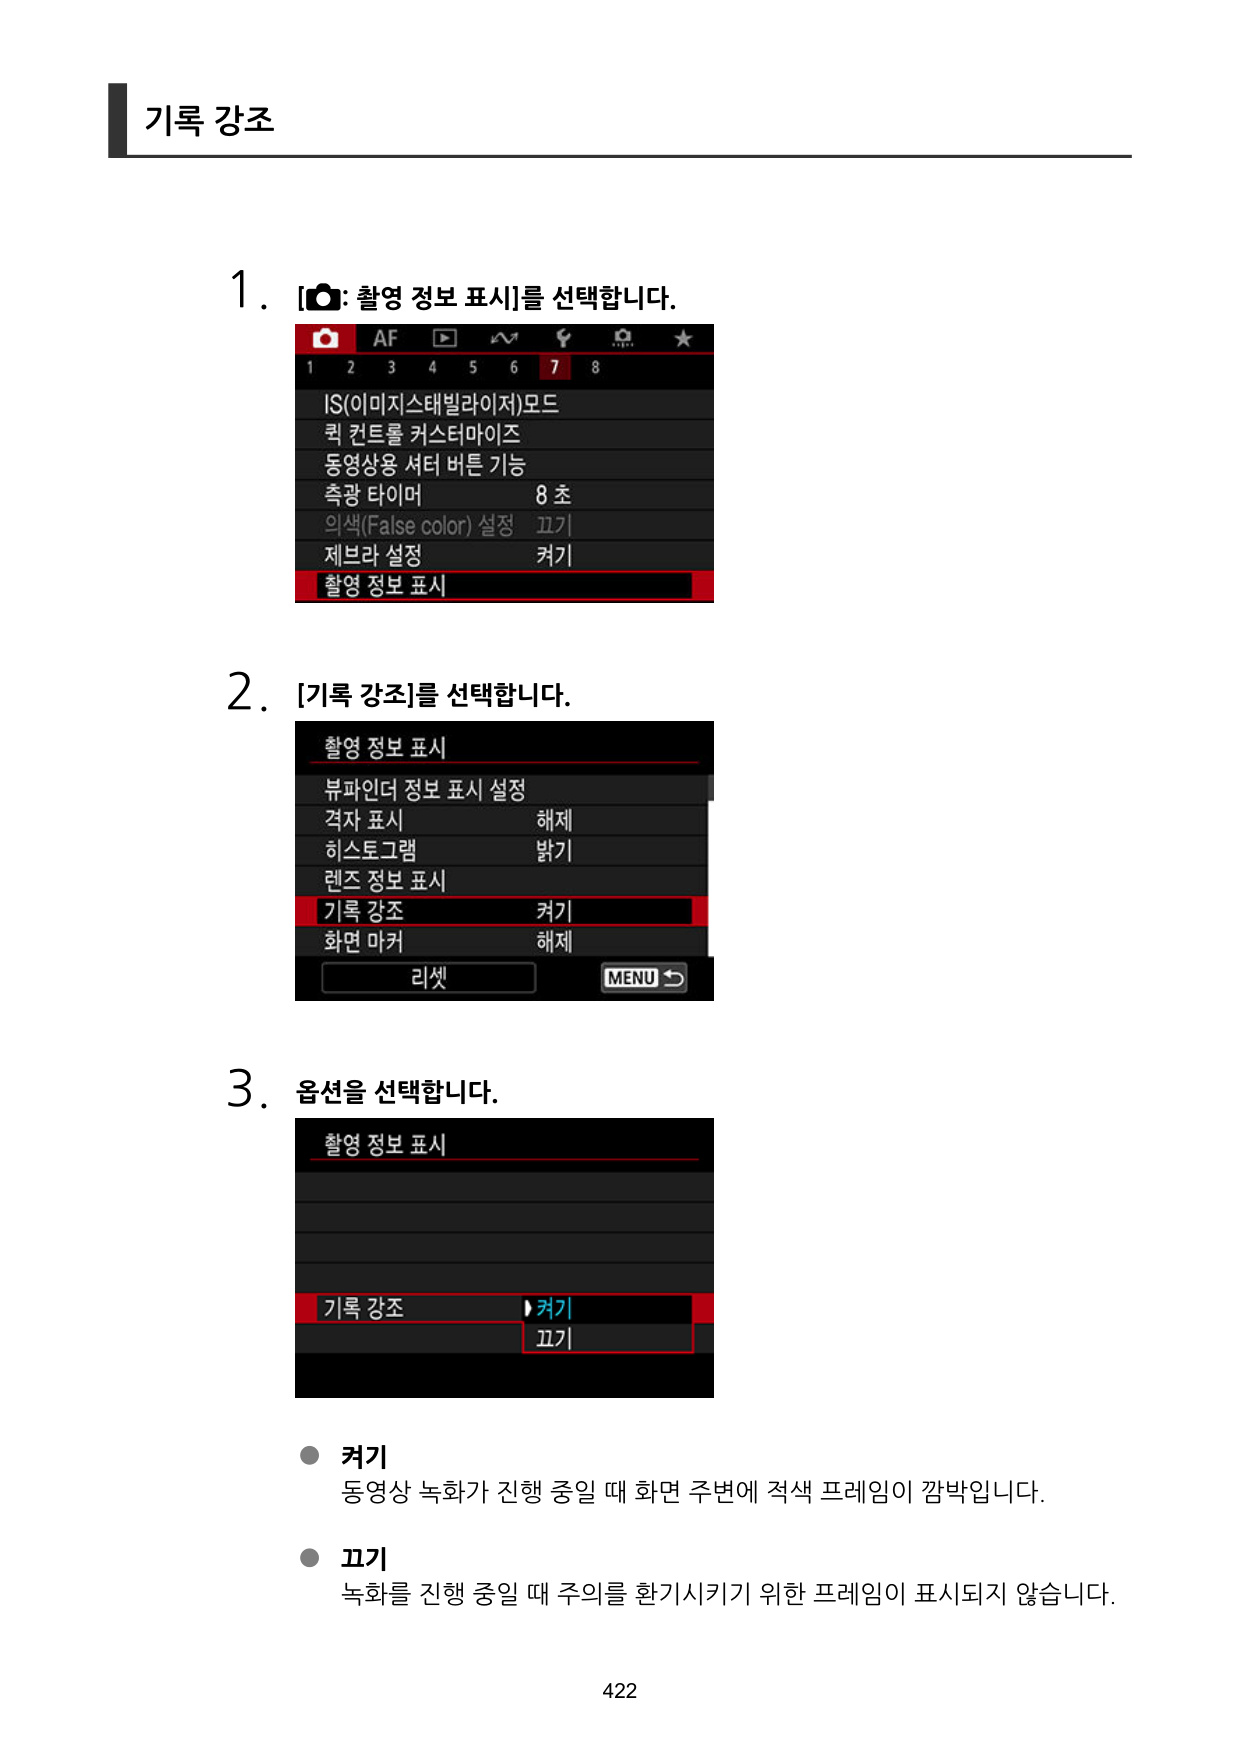 기록 강조
1. [: 촬영 정보 표시]를 선택합니다.
AF
1 2 3 4 5 6 7 8
IS(이미지스태빌라이저)모드
퀵 컨트롤 커스터마이즈
동영상용 셔터 버튼 기능
측광 타이머 8 초
의색(False color) 설정 끄기
제브라 설정 켜기
촬영 정보 표시
2. [기록 강조]를 선택합니다.
촬영 정보 표시
뷰파인더 정보 표시 설정
격자 표시 해제
히스토그램 밝기
렌즈 정보 표시
기록 강조 켜기
화면 마커 해제
리셋 MENU
3. 옵션을 선택합니다.
촬영 정보 표시
기록 강조 켜기
끄기
● 켜기
동영상 녹화가 진행 중일 때 화면 주변에 적색 프레임이 깜박입니다.
● 끄기
녹화를 진행 중일 때 주의를 환기시키기 위한 프레임이 표시되지 않습니다.
422